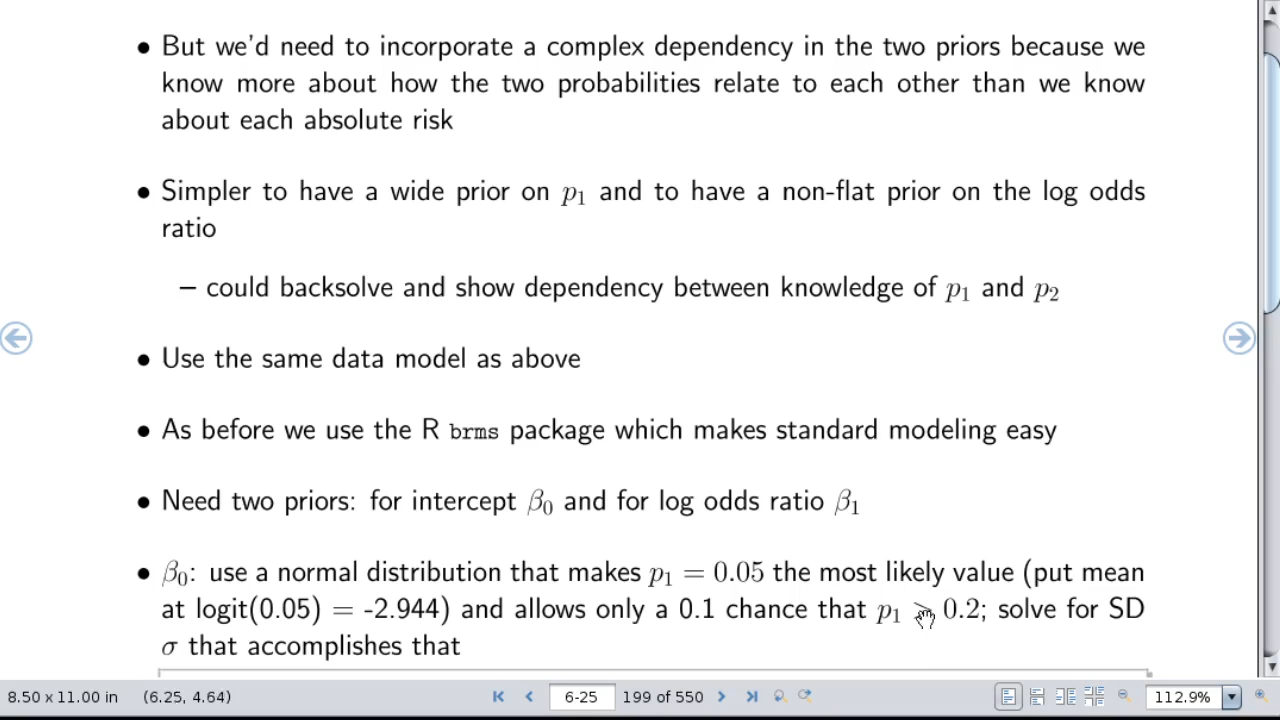 • But we'd need to incorporate a complex dependency in the two priors because we
know more about how the two probabilities relate to each other than we know
about each absolute risk
• Simpler to have a wide prior on p₁ and to have a non-flat prior on the log odds
ratio
– could backsolve and show dependency between knowledge of p₁ and p₂
• Use the same data model as above
• As before we use the R brms package which makes standard modeling easy
• Need two priors: for intercept β₀ and for log odds ratio β₁
• β₀: use a normal distribution that makes p₁ = 0.05 the most likely value (put mean
at logit(0.05) = -2.944) and allows only a 0.1 chance that p₁ > 0.2; solve for SD
σ that accomplishes that
8.50 x 11.00 in (6.25, 4.64) 6-25 199 of 550 112.9%